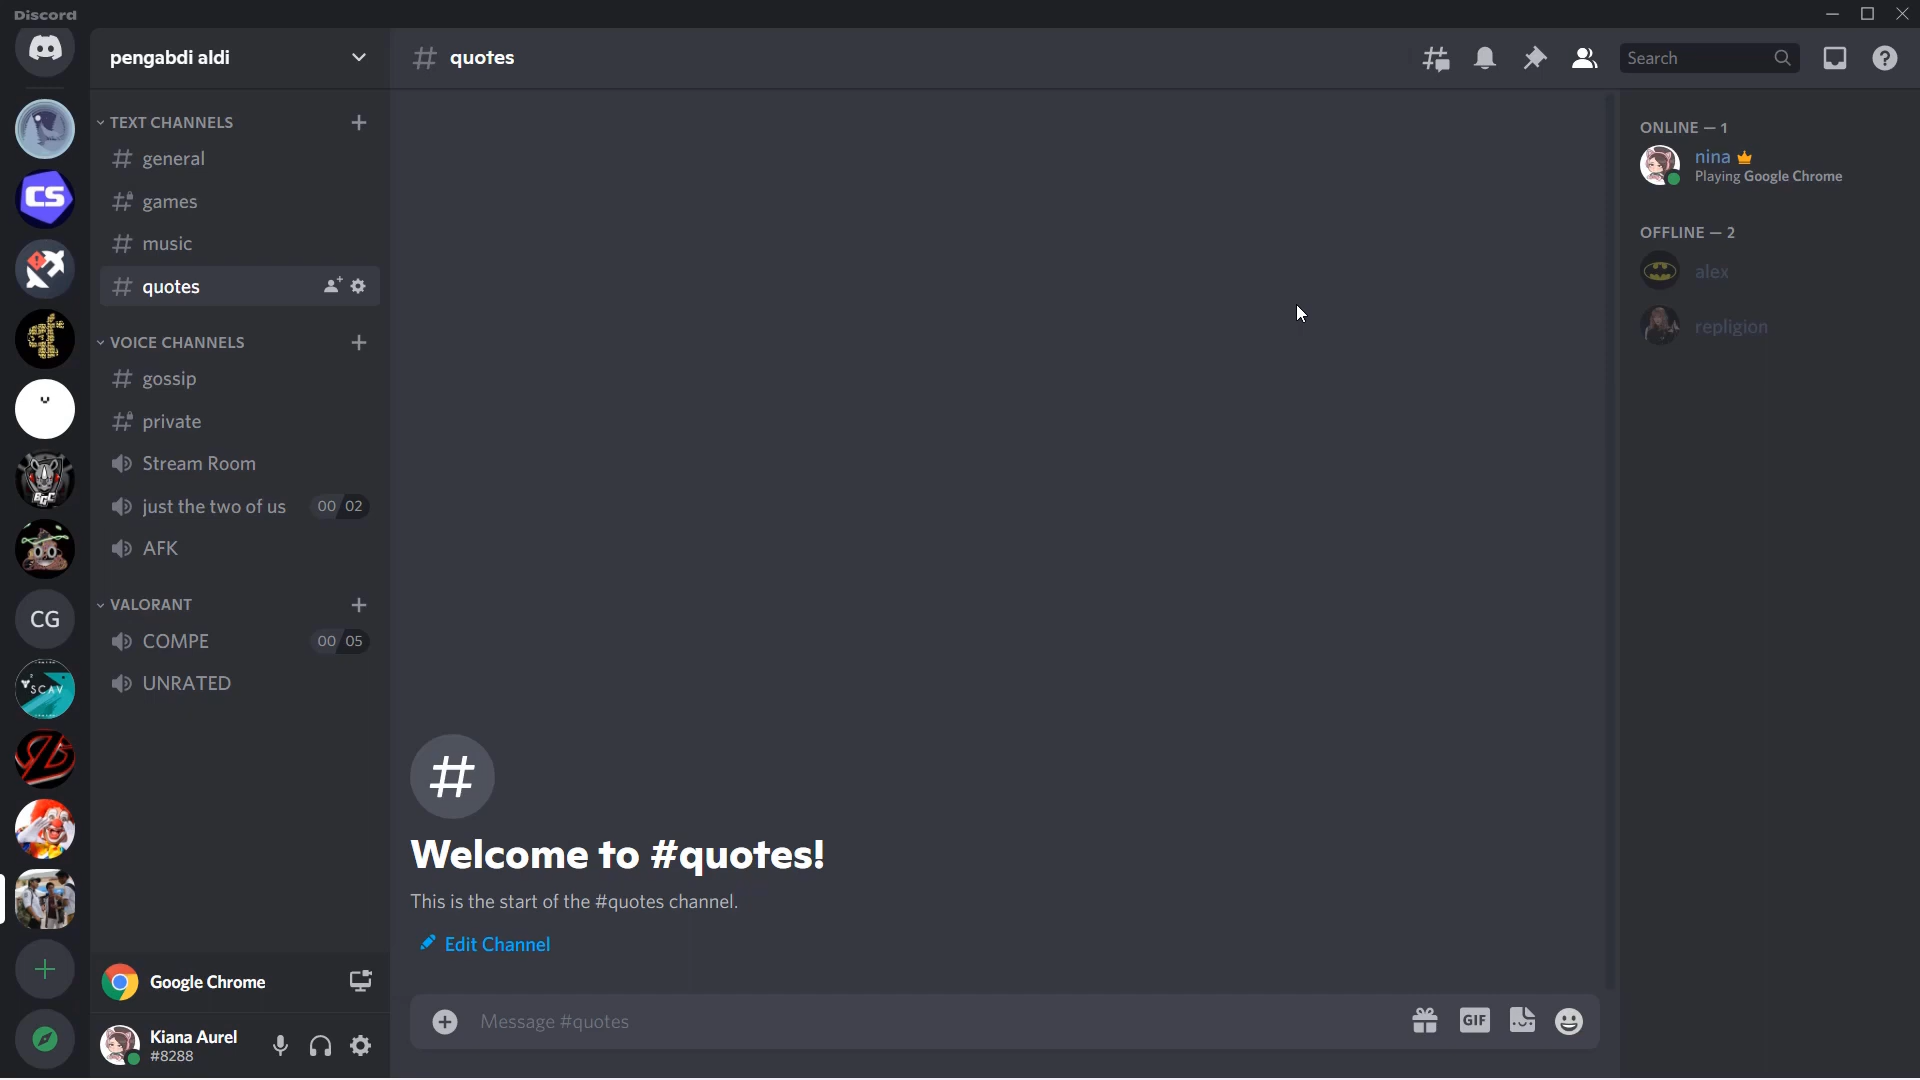 Discord
pengabdi aldi
# quotes
Search
TEXT CHANNELS
general
games
music
quotes
VOICE CHANNELS
gossip
private
Stream Room
just the two of us 00 02
AFK
VALORANT
COMPE 00 05
UNRATED
CS
BGC
CG
SCAV
Google Chrome
Kiana Aurel
#8288
#
Welcome to #quotes!
This is the start of the #quotes channel.
Edit Channel
Message #quotes
GIF
ONLINE — 1
nina
Playing Google Chrome
OFFLINE — 2
alex
repligion